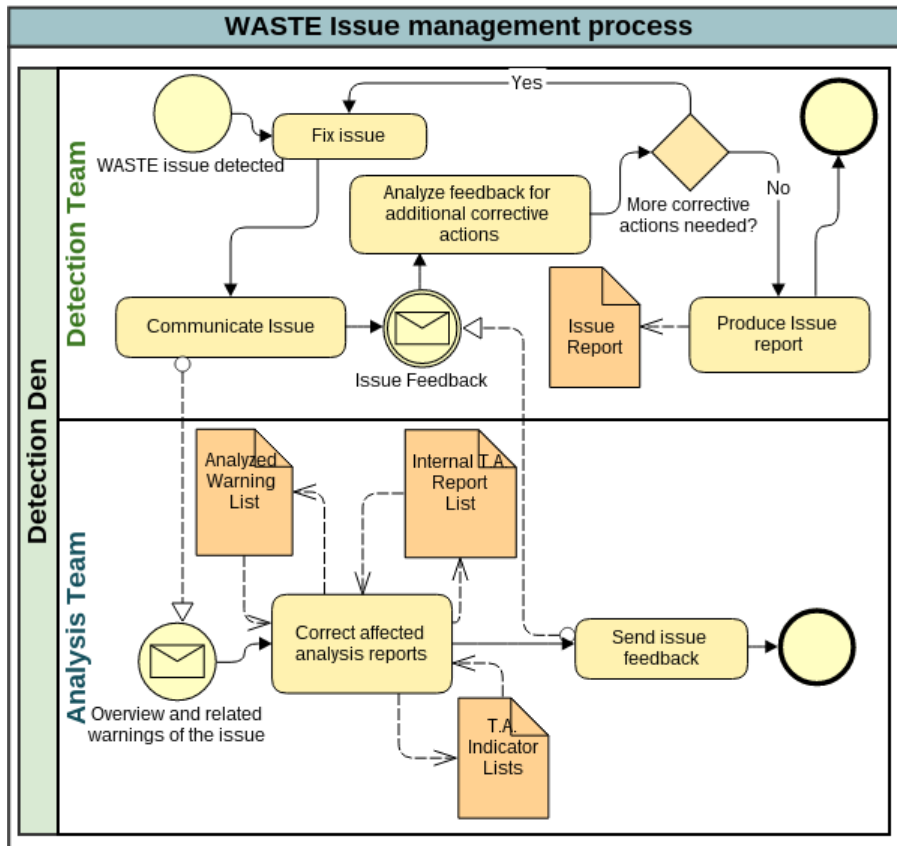 WASTE Issue management process
Detection Den
Detection Team
WASTE issue detected
Fix issue
Yes
Analyze feedback for
additional corrective
actions
More corrective
actions needed?
No
Communicate Issue
Issue Feedback
Issue
Report
Produce Issue
report
Analysis Team
Analyzed
Warning
List
Internal T.A.
Report
List
Overview and related
warnings of the issue
Correct affected
analysis reports
Send issue
feedback
T.A.
Indicator
Lists